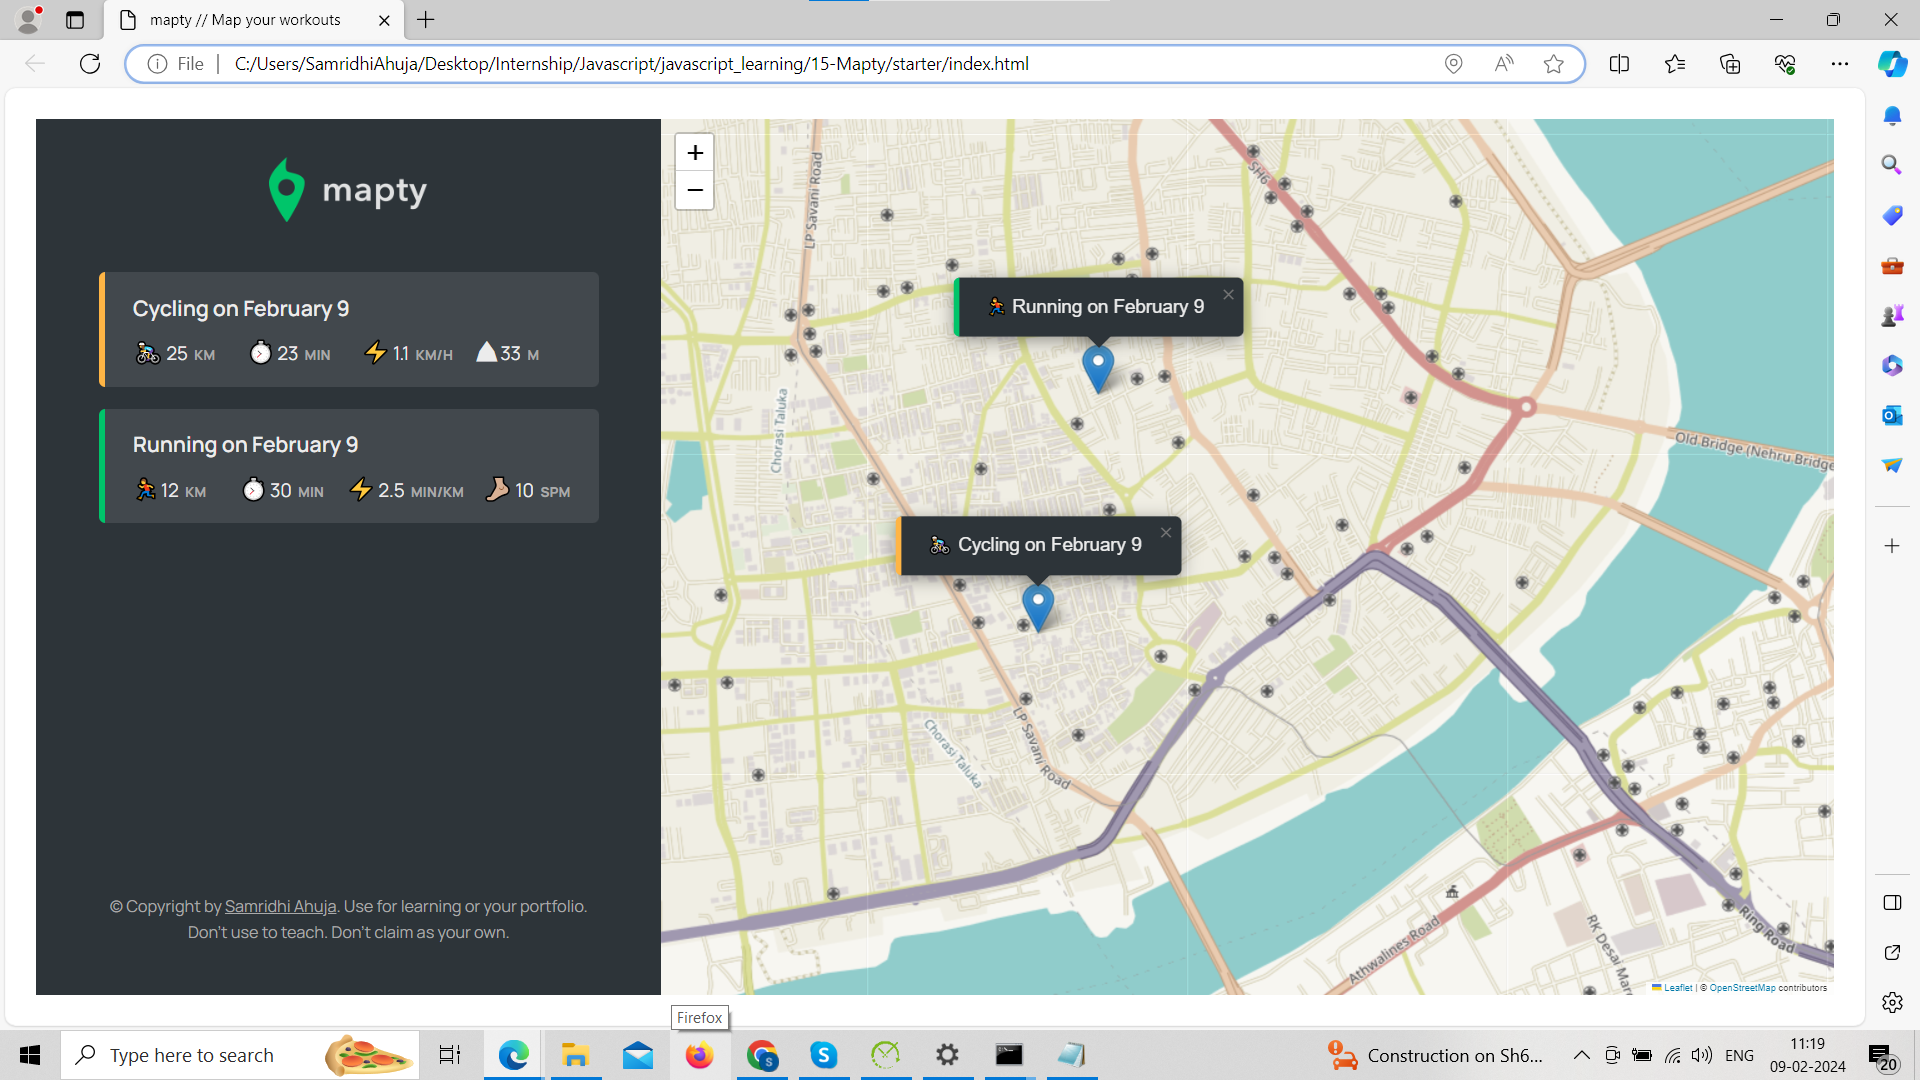 mapty // Map your workouts
File
C:/Users/SamridhiAhuja/Desktop/Internship/Javascript/javascript_learning/15-Mapty/starter/index.html
mapty
Cycling on February 9
25 KM 23 MIN 1.1 KM/H 33 M
Running on February 9
12 KM 30 MIN 2.5 MIN/KM 10 SPM
© Copyright by Samridhi Ahuja. Use for learning or your portfolio.
Don't use to teach. Don't claim as your own.
+
−
LP Savani Road
SH6
Running on February 9
Chorasi Taluka
Old Bridge (Nehru Bridge
Cycling on February 9
LP Savani Road
Chorasi Taluka
Athwalines Road
RK Desai Mar
Ring Road
Leaflet | © OpenStreetMap contributors
Firefox
Type here to search
Construction on Sh6...
ENG
11:19
09-02-2024
20